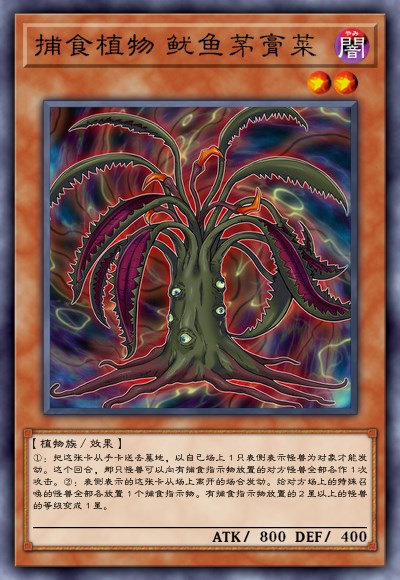 捕食植物 鱿鱼茅膏菜
やみ
闇
【植物族／效果】
①：把这张卡从手卡送去墓地，以自己场上１只表侧表示怪兽为对象才能发
动。这个回合，那只怪兽可以向有捕食指示物放置的对方怪兽全部各作１次
攻击。②：表侧表示的这张卡从场上离开的场合发动。给对方场上的特殊召
唤的怪兽全部各放置１个捕食指示物。有捕食指示物放置的２星以上的怪兽
的等级变成１星。
ATK/ 800 DEF/ 400